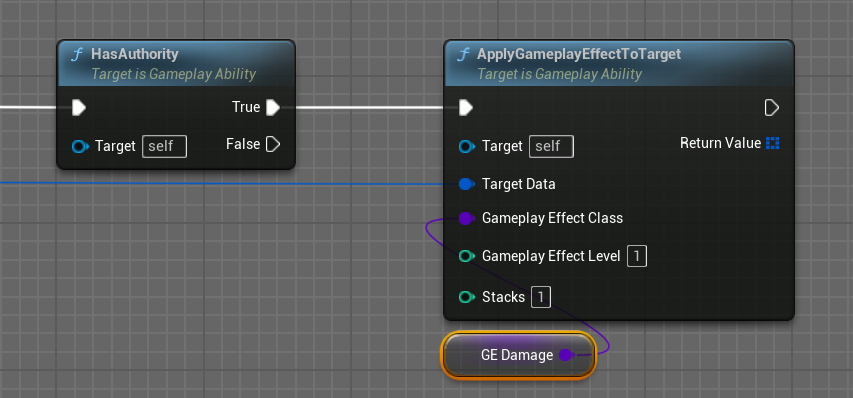 HasAuthority
Target is Gameplay Ability
True
Target self
False
ApplyGameplayEffectToTarget
Target is Gameplay Ability
Target self
Return Value
Target Data
Gameplay Effect Class
Gameplay Effect Level 1
Stacks 1
GE Damage